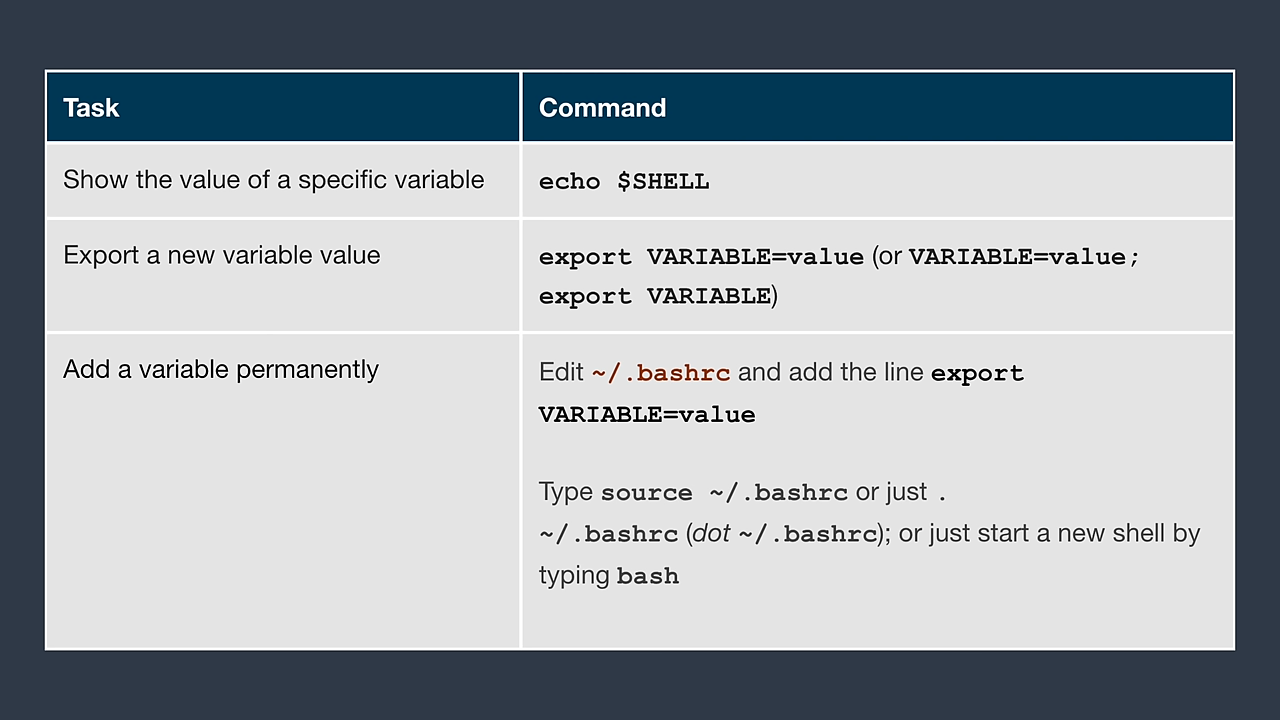 Task
Command
Show the value of a specific variable
echo $SHELL
Export a new variable value
export VARIABLE=value (or VARIABLE=value;
export VARIABLE)
Add a variable permanently
Edit ~/.bashrc and add the line export
VARIABLE=value
Type source ~/.bashrc or just .
~/.bashrc (dot ~/.bashrc); or just start a new shell by
typing bash